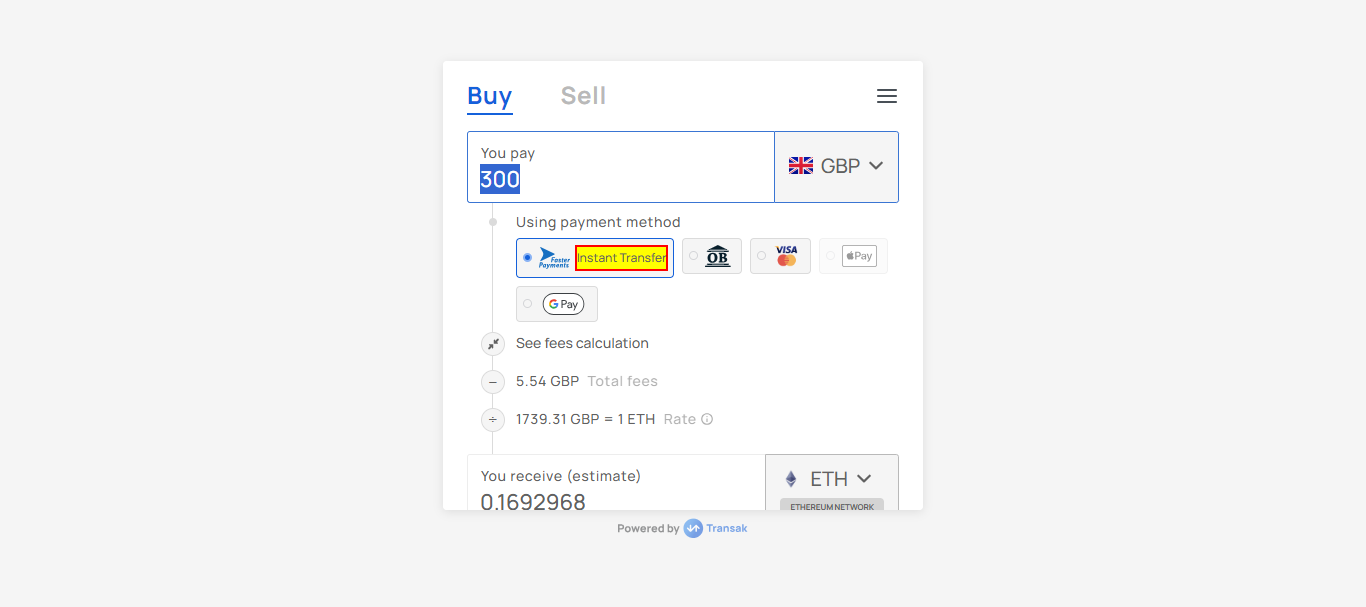 Buy Sell
You pay
300
GBP
Using payment method
Faster Payments Instant Transfer
OB
VISA
Pay
G Pay
See fees calculation
5.54 GBP Total fees
÷ 1739.31 GBP = 1 ETH Rate
You receive (estimate)
0.1692968
ETH
ETHEREUM NETWORK
Powered by Transak